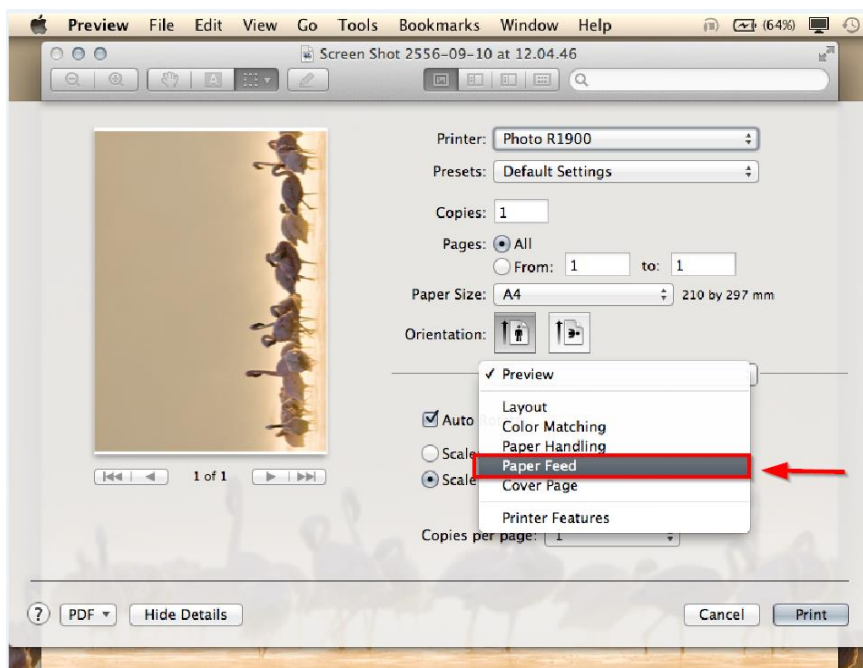 Preview File Edit View Go Tools Bookmarks Window Help (64%)
Screen Shot 2556-09-10 at 12.04.46
Printer: Photo R1900
Presets: Default Settings
Copies: 1
Pages: All
From: 1 to: 1
Paper Size: A4 210 by 297 mm
Orientation:
✓ Preview
Layout
Auto
Color Matching
Paper Handling
Scale
Paper Feed
Scale
Cover Page
Printer Features
Copies per page: 1
1 of 1
? PDF Hide Details Cancel Print